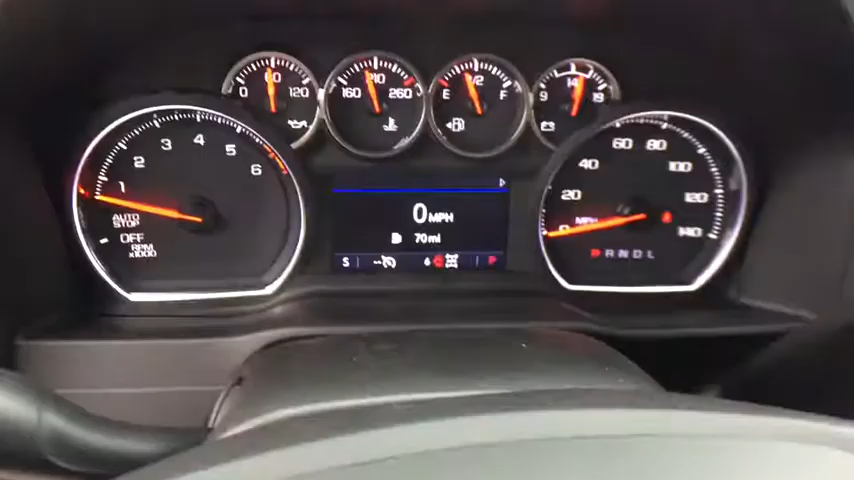 0 80 120
160 210 260
E 1/2 F
9 14 19
1 2 3 4 5 6
AUTO
STOP
OFF
RPM
x1000
0 MPH
70 mi
S 6 P
20 40 60 80 100 120 140
MPH
P R N D L